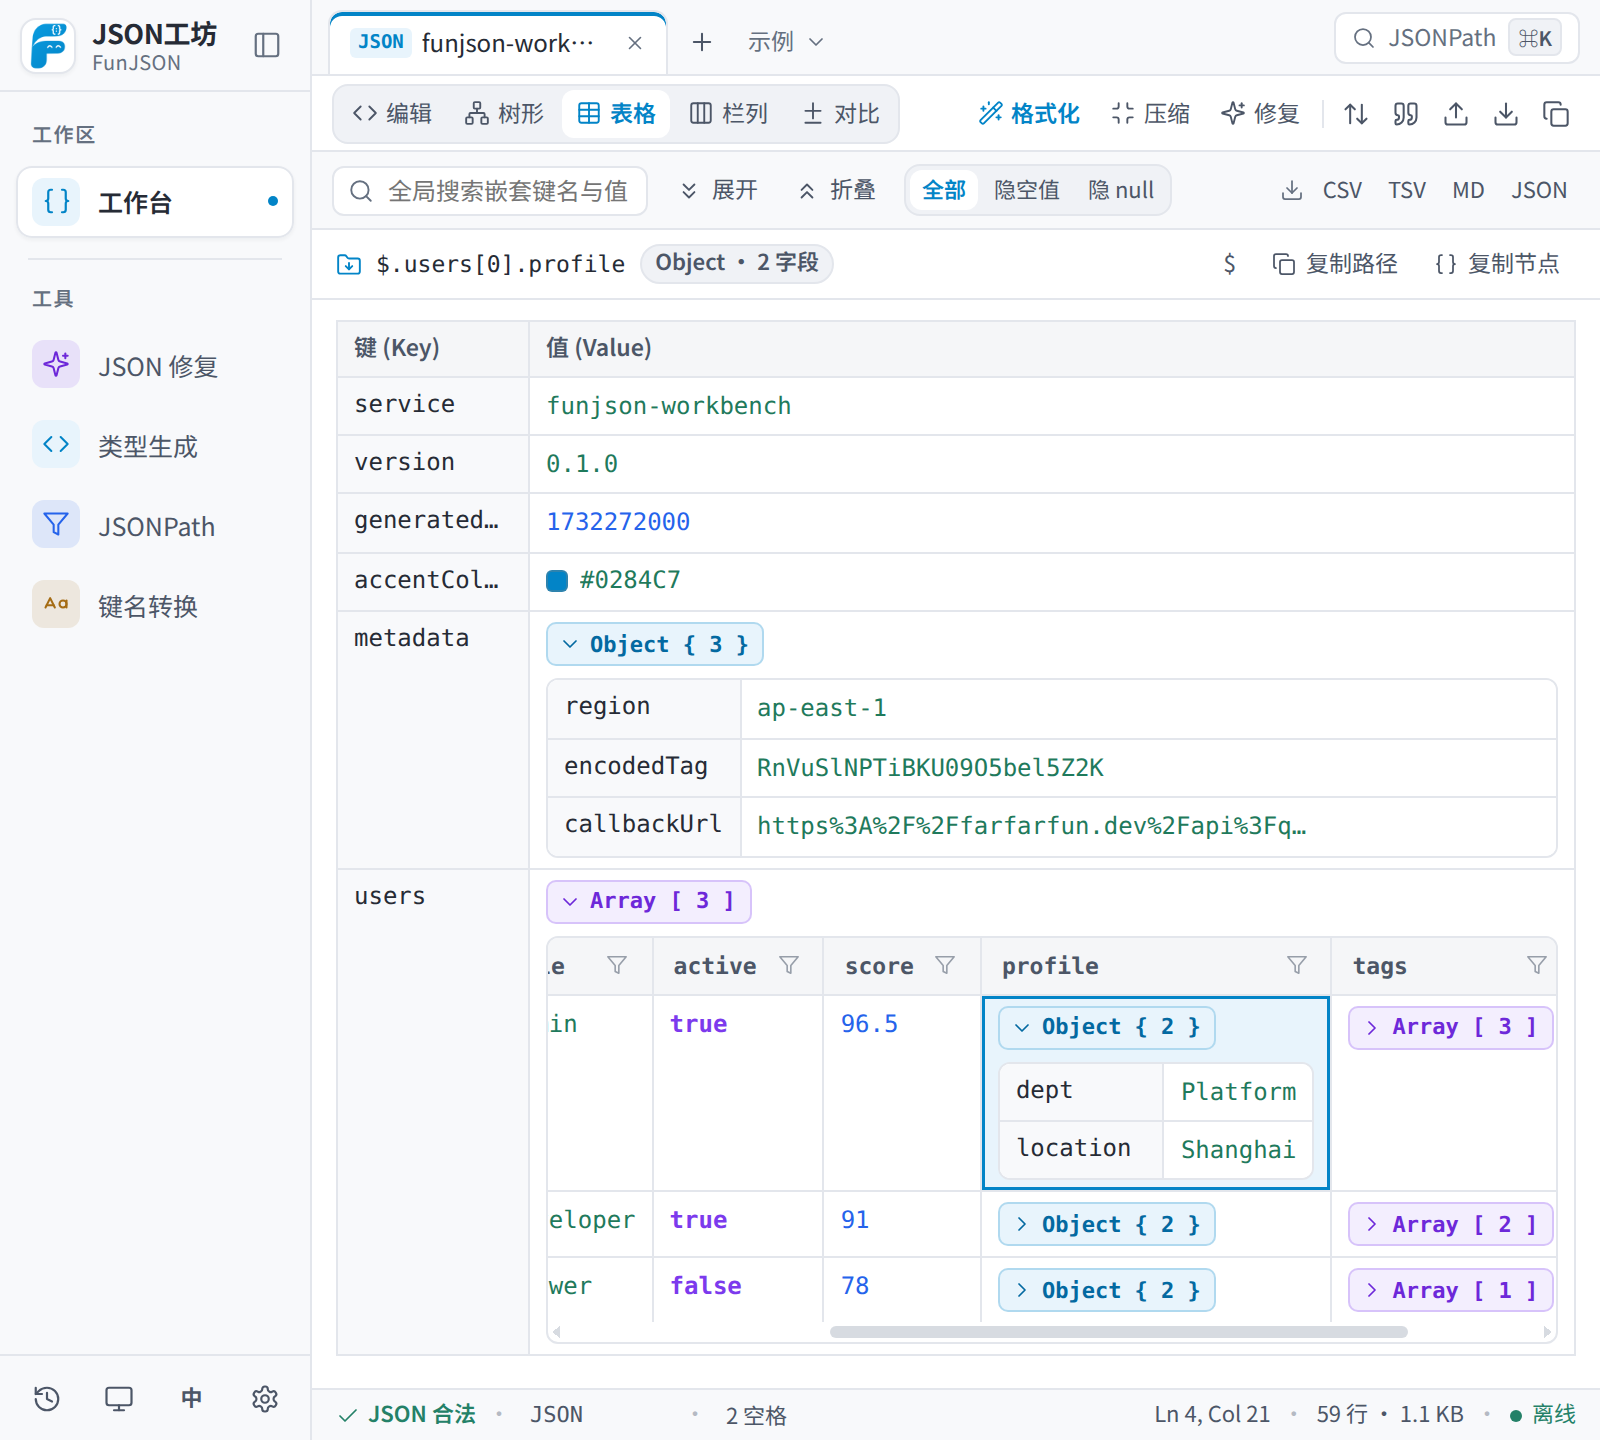 JSON工坊
FunJSON
工作区
工作台
工具
JSON 修复
类型生成
JSONPath
Aa 键名转换
中
JSON funjson-work…
示例
JSONPath ⌘K
编辑 树形 表格 栏列 对比 格式化 压缩 修复
全局搜索嵌套键名与值 展开 折叠 全部 隐空值 隐 null CSV TSV MD JSON
$.users[0].profile Object • 2 字段 $ 复制路径 {} 复制节点
键 (Key) 值 (Value)
service funjson-workbench
version 0.1.0
generated… 1732272000
accentCol… #0284C7
metadata Object { 3 }
region ap-east-1
encodedTag RnVuSlNPTiBKU09O5bel5Z2K
callbackUrl https%3A%2F%2Ffarfarfun.dev%2Fapi%3Fq…
users Array [ 3 ]
le active score profile tags
in true 96.5 Object { 2 } Array [ 3 ]
dept Platform
location Shanghai
eloper true 91 Object { 2 } Array [ 2 ]
wer false 78 Object { 2 } Array [ 1 ]
JSON 合法 • JSON • 2 空格 Ln 4, Col 21 • 59 行 • 1.1 KB • 离线